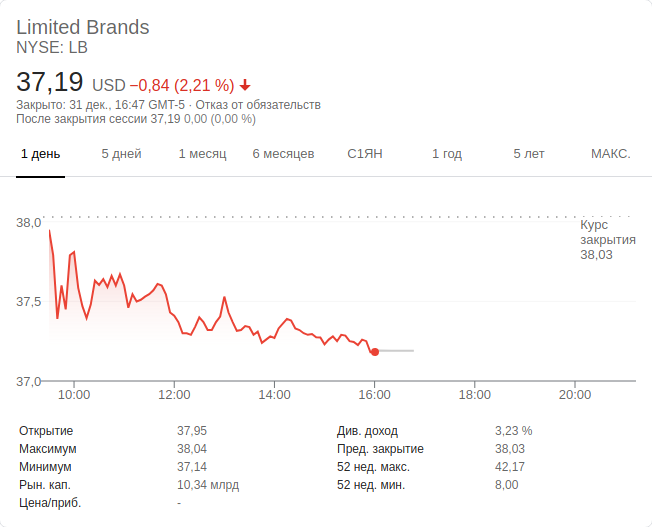 Limited Brands
NYSE: LB
37,19 USD −0,84 (2,21 %)
Закрыто: 31 дек., 16:47 GMT-5 · Отказ от обязательств
После закрытия сессии 37,19 0,00 (0,00 %)
1 день 5 дней 1 месяц 6 месяцев С1ЯН 1 год 5 лет МАКС.
38,0
Курс
закрытия
38,03
37,5
37,0
10:00 12:00 14:00 16:00 18:00 20:00
Открытие 37,95 Див. доход 3,23 %
Максимум 38,04 Пред. закрытие 38,03
Минимум 37,14 52 нед. макс. 42,17
Рын. кап. 10,34 млрд 52 нед. мин. 8,00
Цена/приб. -